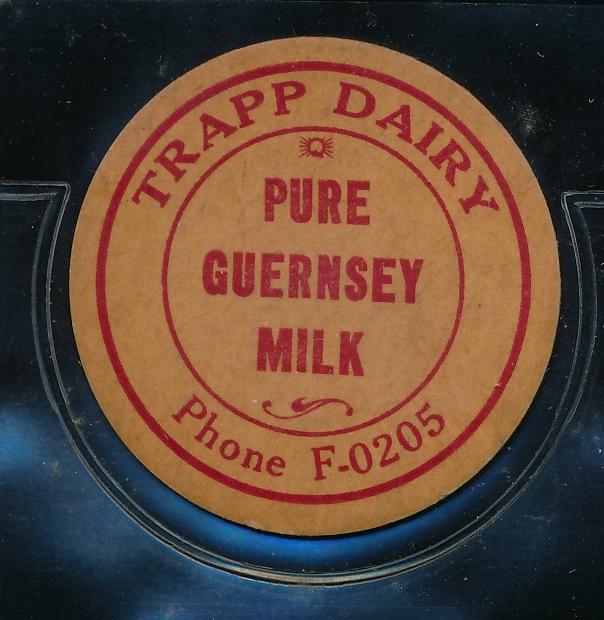 TRAPP DAIRY
PURE
GUERNSEY
MILK
Phone F-0205